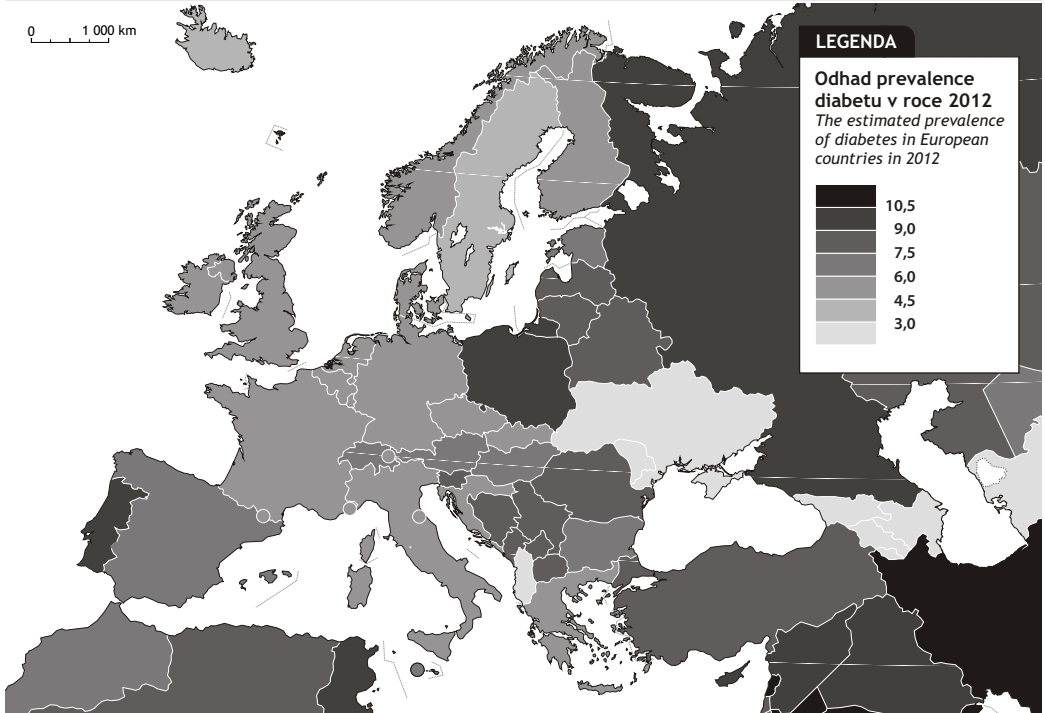 0 1 000 km
LEGENDA
Odhad prevalence
diabetu v roce 2012
The estimated prevalence
of diabetes in European
countries in 2012
10,5
9,0
7,5
6,0
4,5
3,0